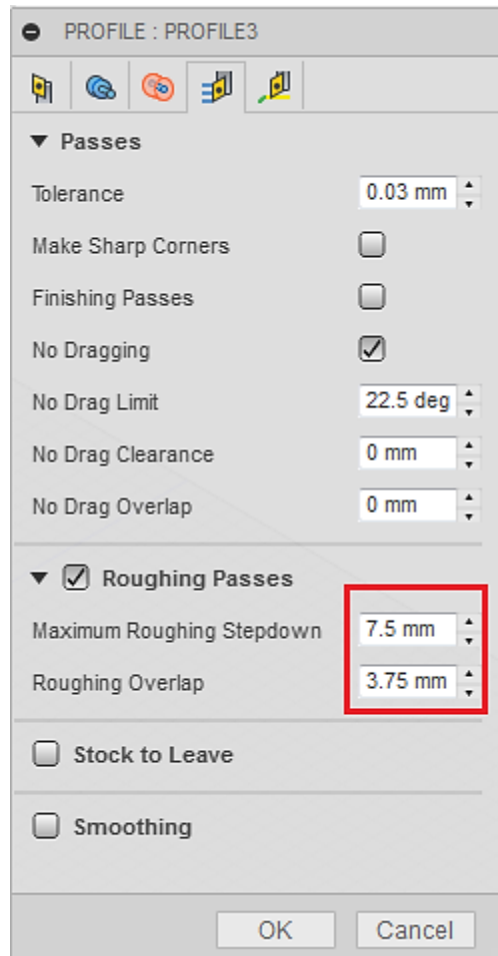 PROFILE : PROFILE3
Passes
Tolerance 0.03 mm
Make Sharp Corners
Finishing Passes
No Dragging
No Drag Limit 22.5 deg
No Drag Clearance 0 mm
No Drag Overlap 0 mm
Roughing Passes
Maximum Roughing Stepdown 7.5 mm
Roughing Overlap 3.75 mm
Stock to Leave
Smoothing
OK Cancel